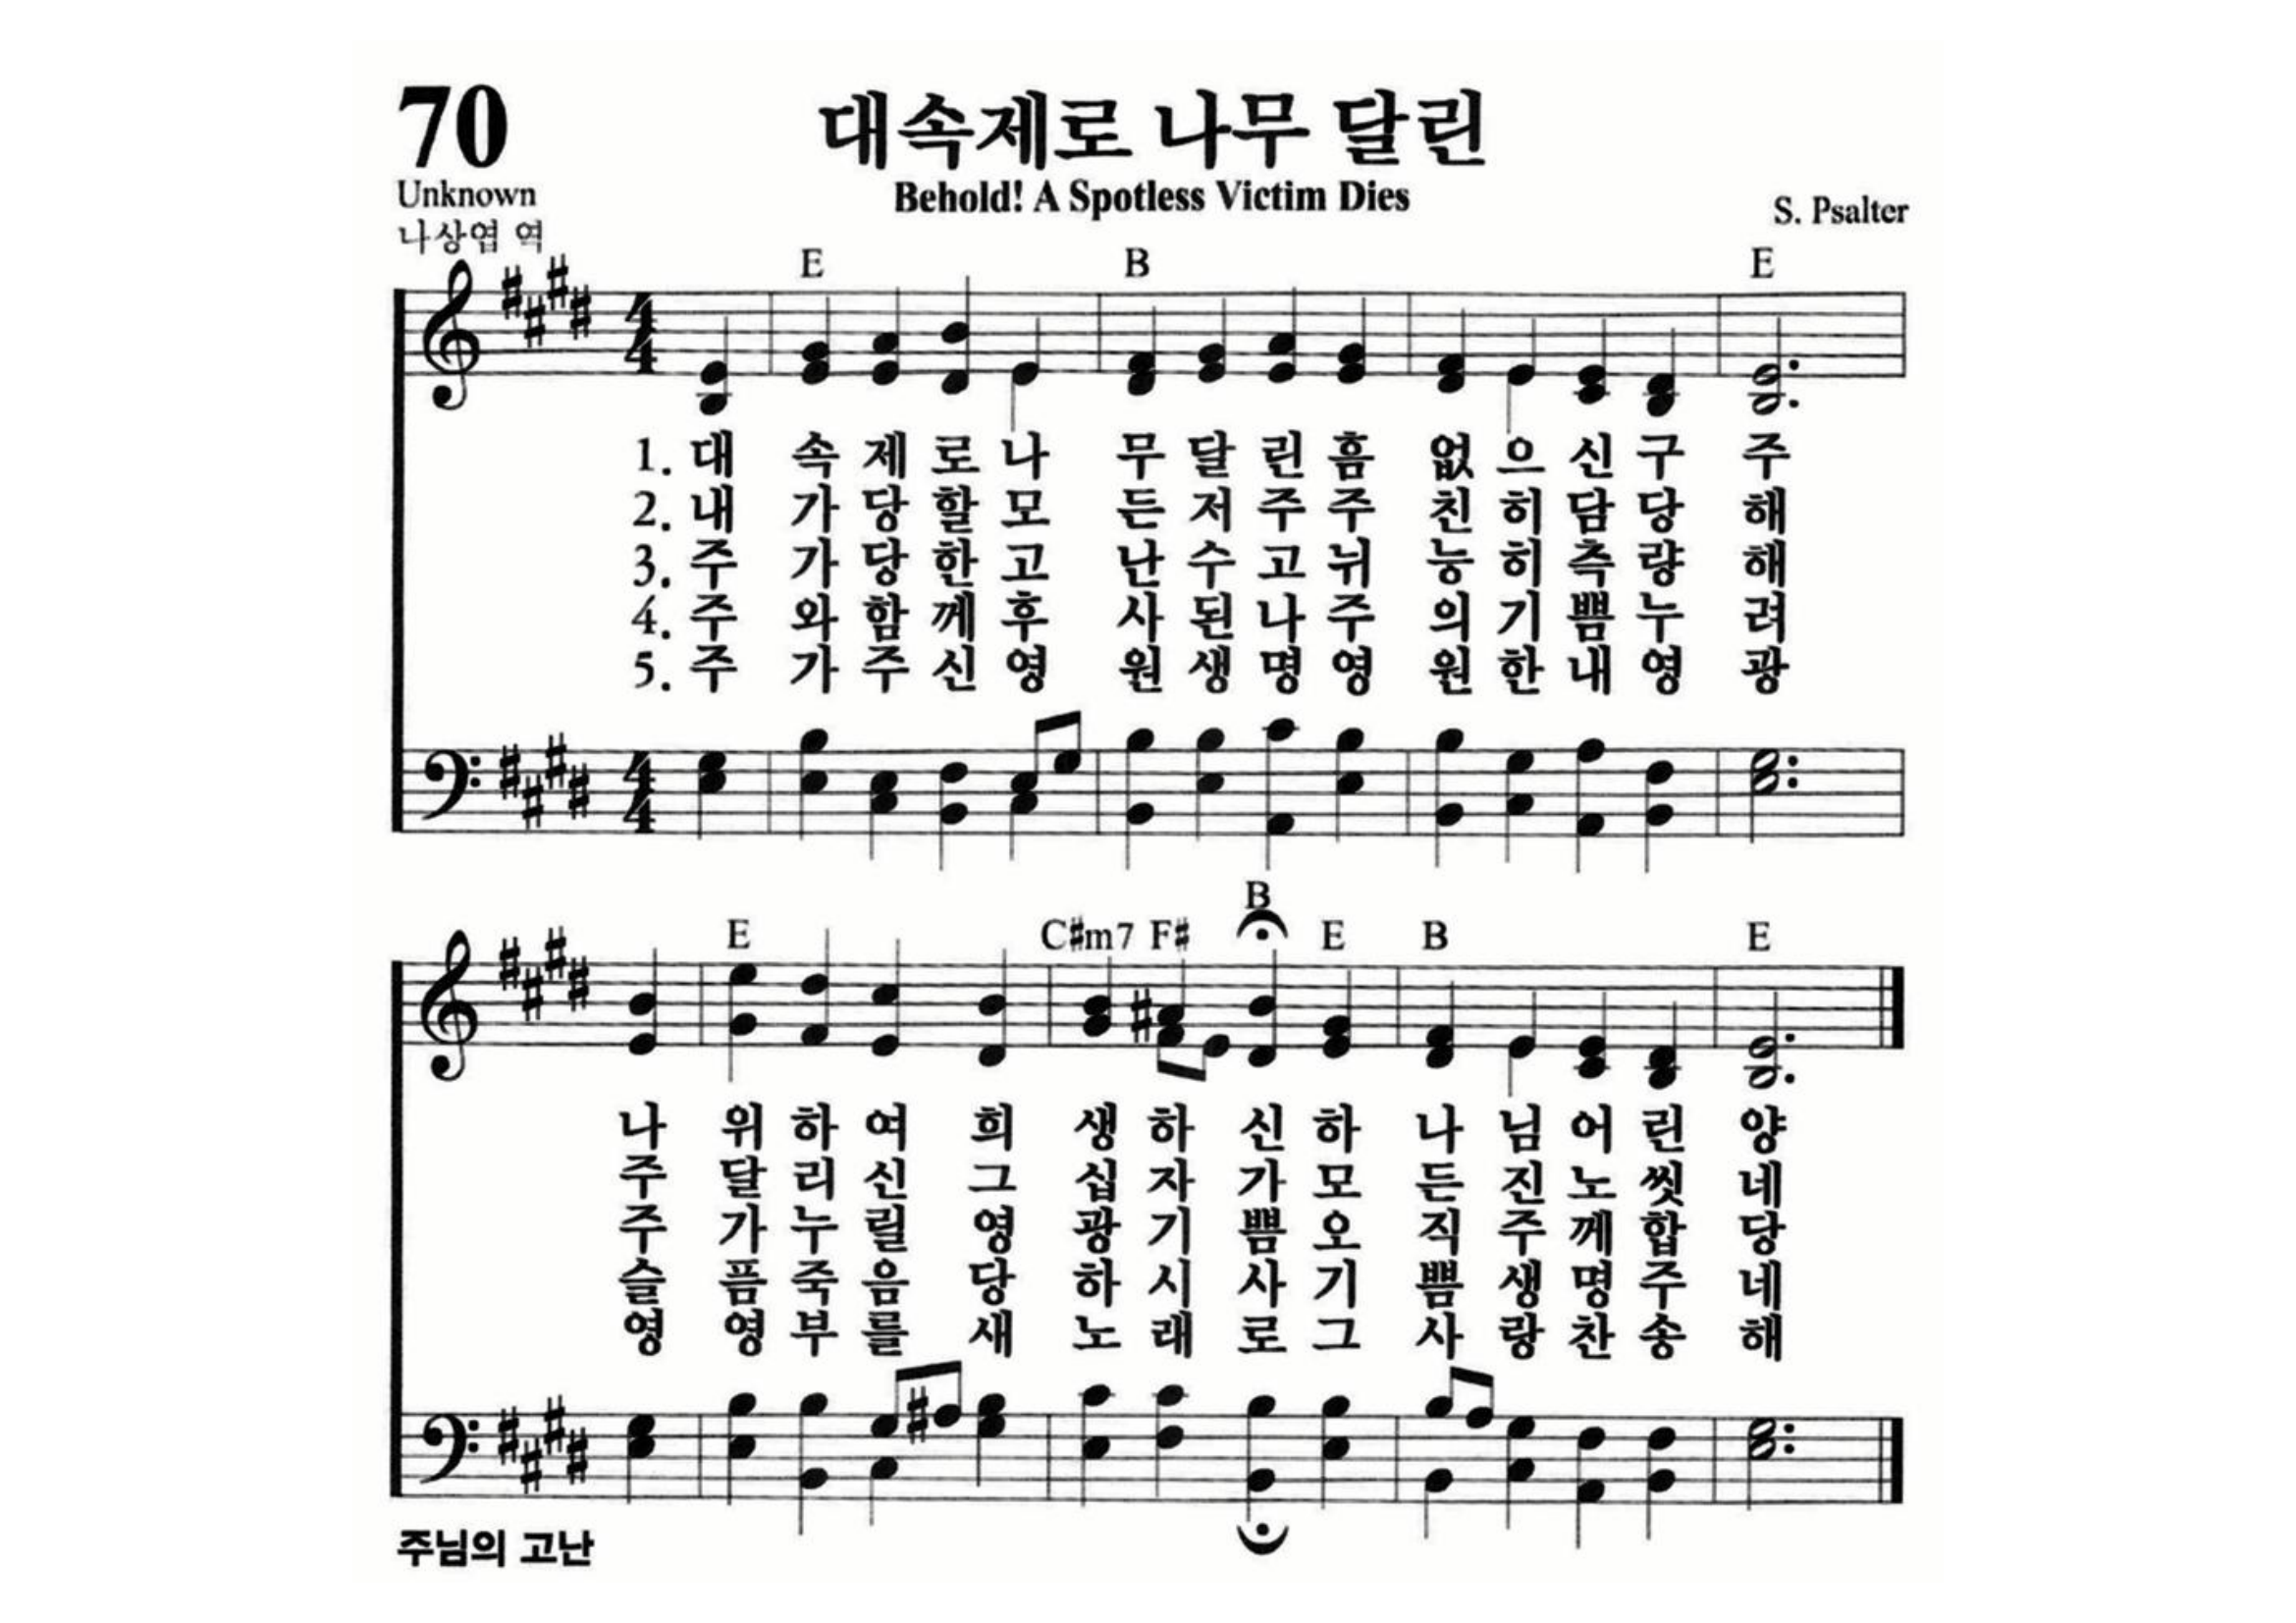 70
대속제로 나무 달린
Behold! A Spotless Victim Dies
Unknown
나상엽 역
S. Psalter
E B E
4 4
1. 대 속 제 로 나 무 달 린 흠 없 으 신 구 주
2. 내 가 당 할 모 든 저 주 주 친 히 담 당 해
3. 주 가 당 한 고 난 수 고 뉘 능 히 측 량 해
4. 주 와 함 께 후 사 된 나 주 의 기 쁨 누 려
5. 주 가 주 신 영 원 생 명 영 원 한 내 영 광
4 4
E C#m7 F# B E B E
나 위 하 여 희 생 하 신 하 나 님 어 린 양
주 달 리 신 그 십 자 가 모 든 진 노 씻 네
주 가 누 릴 영 광 기 쁨 오 직 주 께 합 당
슬 픔 죽 음 당 하 시 사 기 쁨 생 명 주 네
영 영 부 를 새 노 래 로 그 사 랑 찬 송 해
주님의 고난